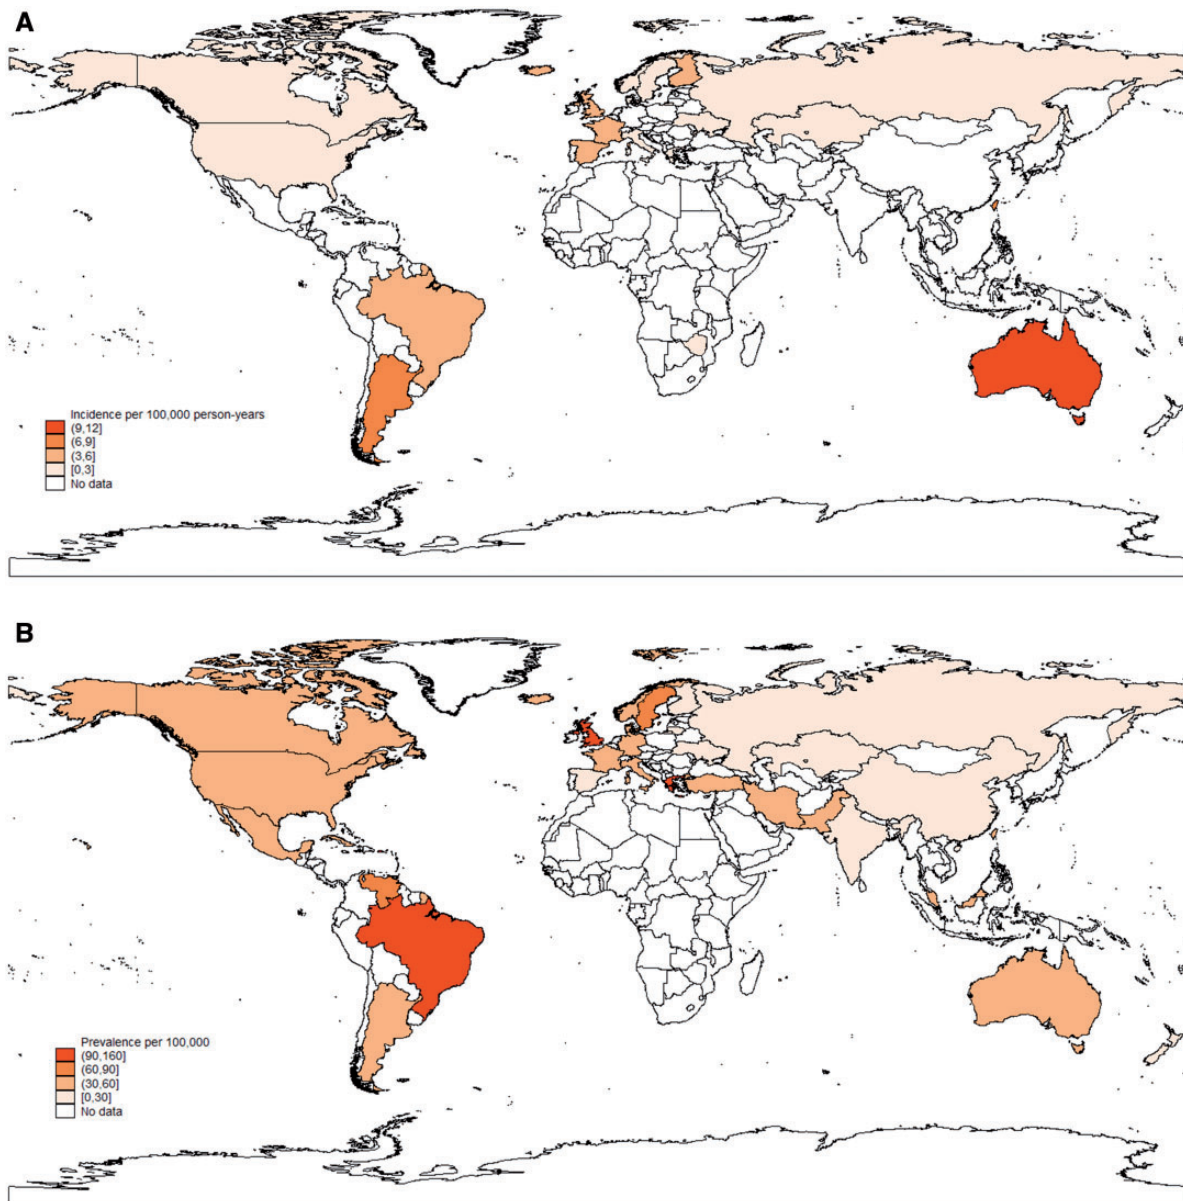 A
Incidence per 100,000 person-years
(9,12]
(6,9]
(3,6]
[0,3]
No data
B
Prevalence per 100,000
(90,160]
(60,90]
(30,60]
[0,30]
No data